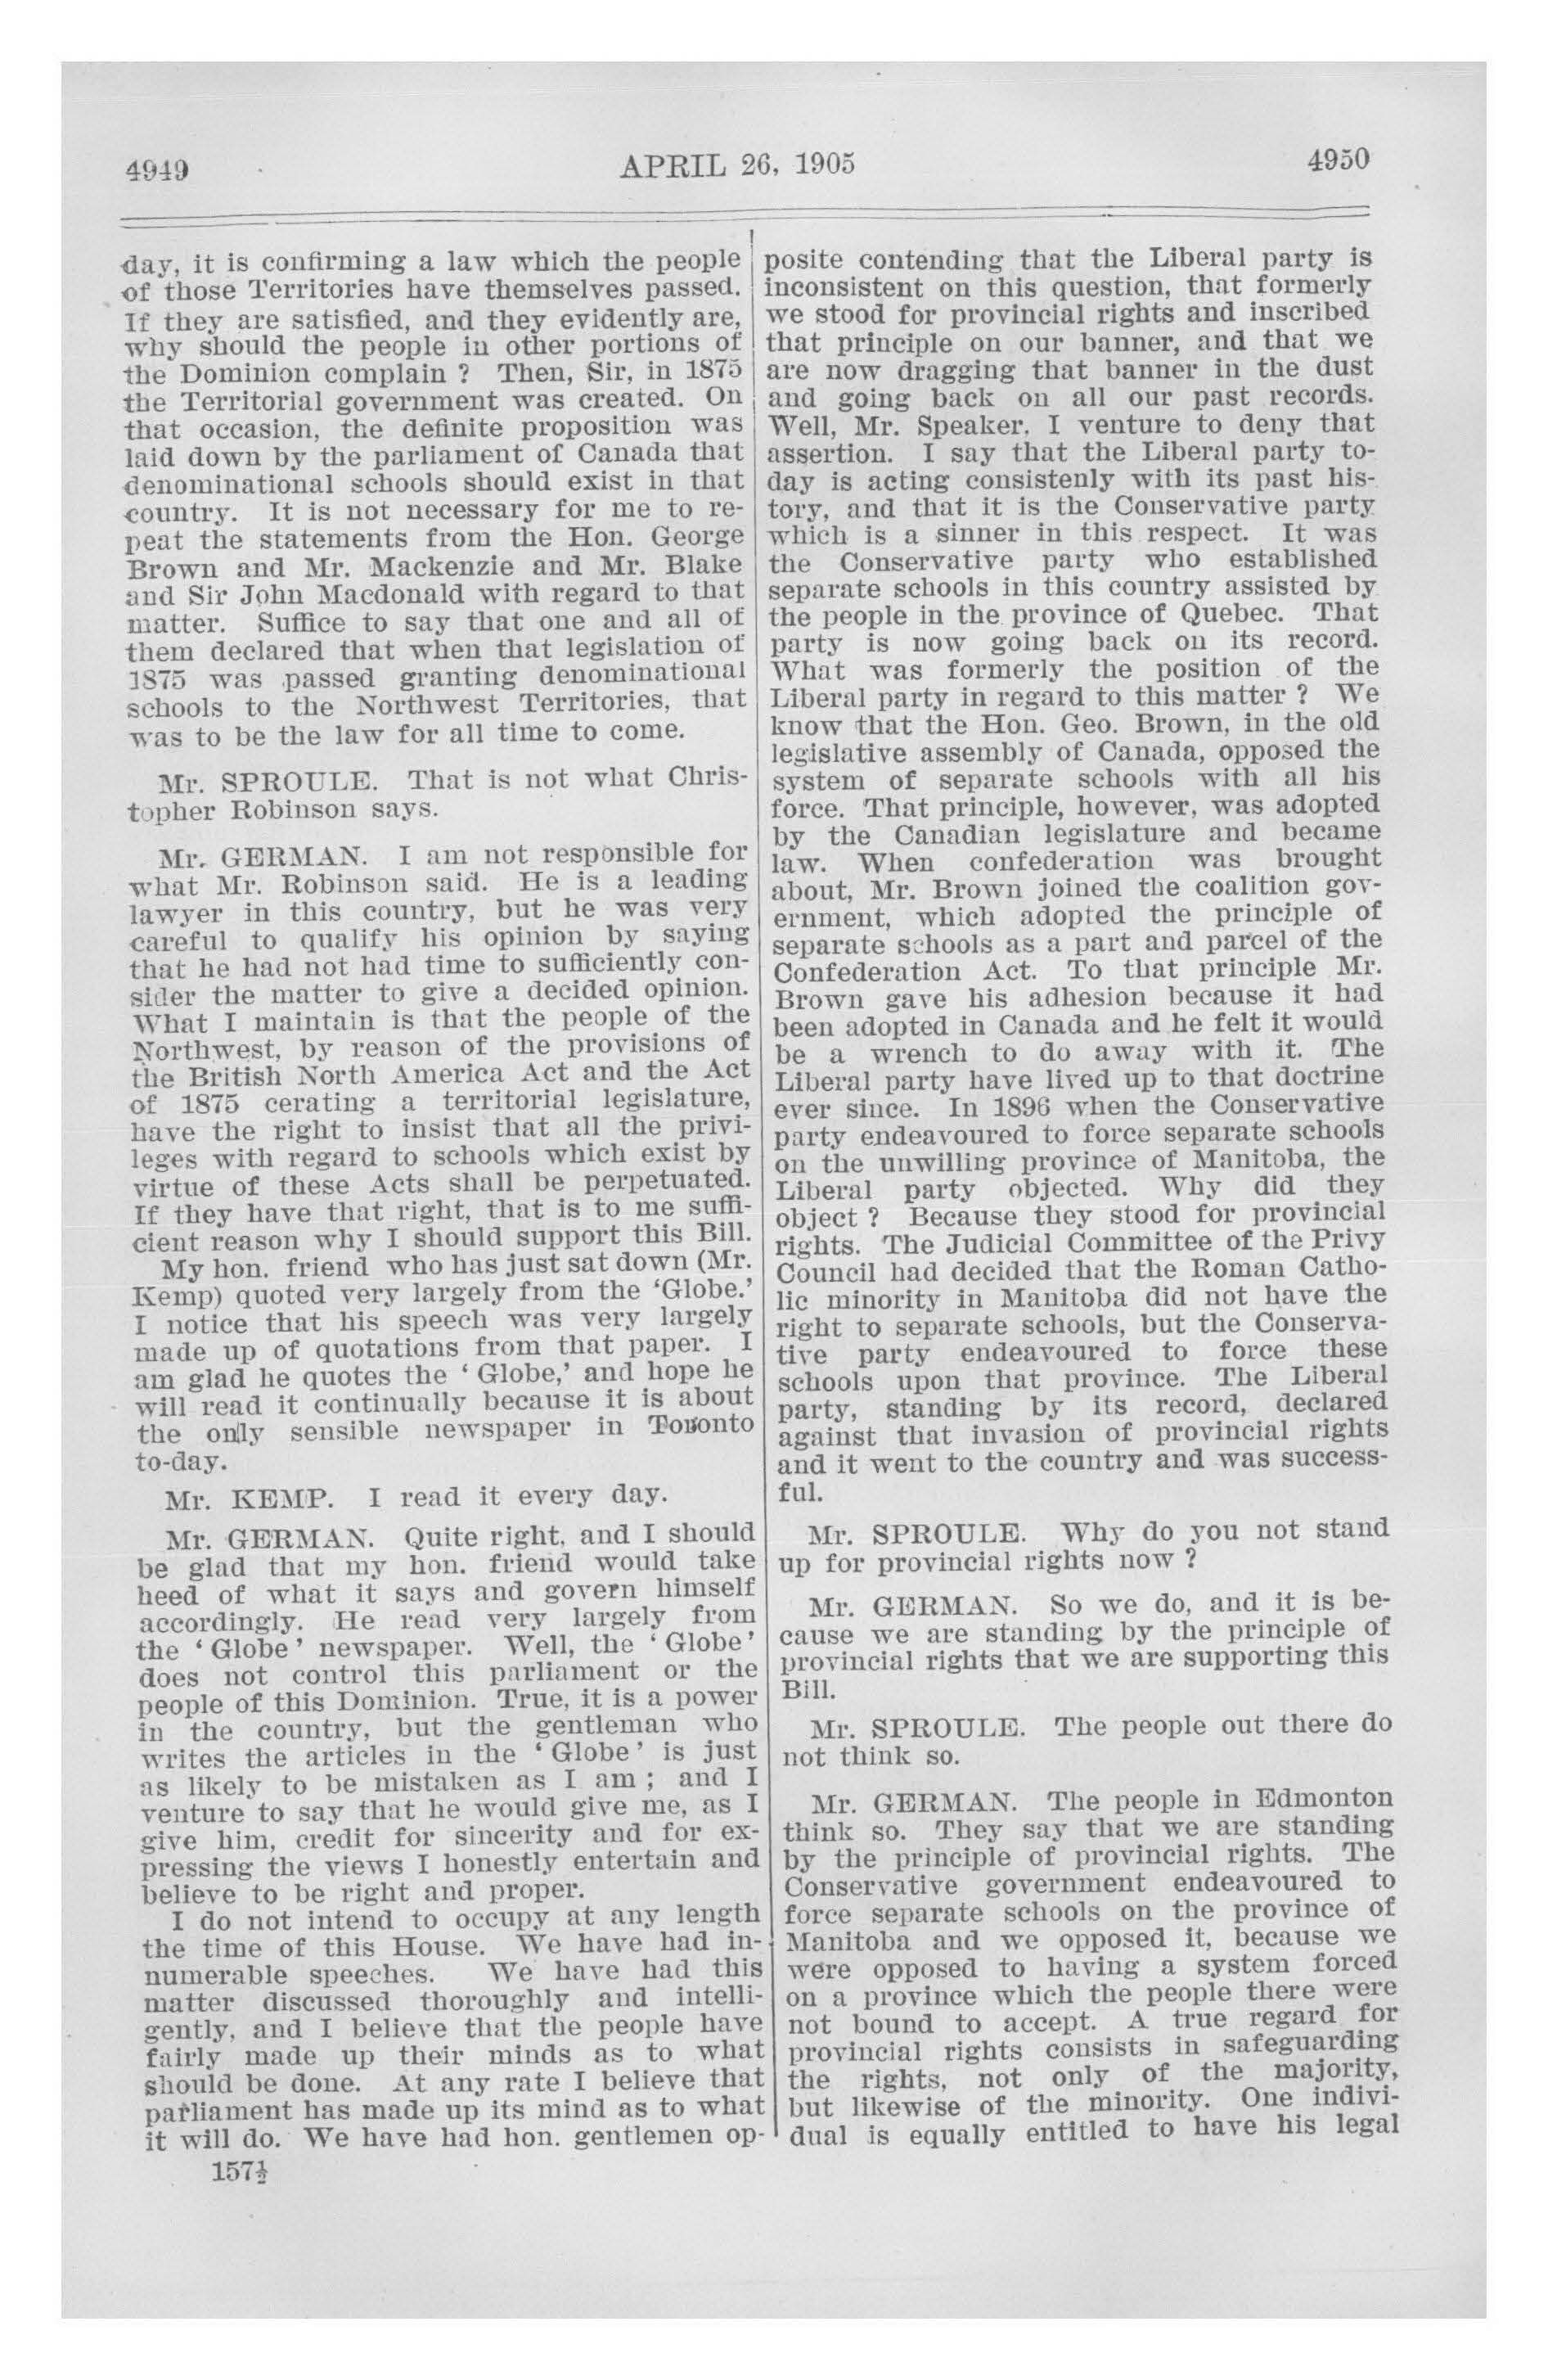 4949
APRIL 26, 1905
4950
day, it is confirming a law which the people
of those Territories have themselves passed.
If they are satisfied, and they evidently are,
why should the people in other portions of
the Dominion complain ? Then, Sir, in 1875
the Territorial government was created. On
that occasion, the definite proposition was
laid down by the parliament of Canada that
denominational schools should exist in that
country. It is not necessary for me to re-
peat the statements from the Hon. George
Brown and Mr. Mackenzie and Mr. Blake
and Sir John Macdonald with regard to that
matter. Suffice to say that one and all of
them declared that when that legislation of
1875 was passed granting denominational
schools to the Northwest Territories, that
was to be the law for all time to come.
Mr. SPROULE. That is not what Chris-
topher Robinson says.
Mr. GERMAN. I am not responsible for
what Mr. Robinson said. He is a leading
lawyer in this country, but he was very
careful to qualify his opinion by saying
that he had not had time to sufficiently con-
sider the matter to give a decided opinion.
What I maintain is that the people of the
Northwest, by reason of the provisions of
the British North America Act and the Act
of 1875 cerating a territorial legislature,
have the right to insist that all the privi-
leges with regard to schools which exist by
virtue of these Acts shall be perpetuated.
If they have that right, that is to me suffi-
cient reason why I should support this Bill.
My hon. friend who has just sat down (Mr.
Kemp) quoted very largely from the 'Globe.'
I notice that his speech was very largely
made up of quotations from that paper. I
am glad he quotes the ' Globe,' and hope he
will read it continually because it is about
the only sensible newspaper in Toronto
to-day.
Mr. KEMP. I read it every day.
Mr. GERMAN. Quite right, and I should
be glad that my hon. friend would take
heed of what it says and govern himself
accordingly. He read very largely from
the ' Globe ' newspaper. Well, the ' Globe '
does not control this parliament or the
people of this Dominion. True, it is a power
in the country, but the gentleman who
writes the articles in the ' Globe ' is just
as likely to be mistaken as I am ; and I
venture to say that he would give me, as I
give him, credit for sincerity and for ex-
pressing the views I honestly entertain and
believe to be right and proper.
I do not intend to occupy at any length
the time of this House. We have had in-
numerable speeches. We have had this
matter discussed thoroughly and intelli-
gently, and I believe that the people have
fairly made up their minds as to what
should be done. At any rate I believe that
parliament has made up its mind as to what
it will do. We have had hon. gentlemen op-
157½
posite contending that the Liberal party is
inconsistent on this question, that formerly
we stood for provincial rights and inscribed
that principle on our banner, and that we
are now dragging that banner in the dust
and going back on all our past records.
Well, Mr. Speaker, I venture to deny that
assertion. I say that the Liberal party to-
day is acting consistenly with its past his-
tory, and that it is the Conservative party
which is a sinner in this respect. It was
the Conservative party who established
separate schools in this country assisted by
the people in the province of Quebec. That
party is now going back on its record.
What was formerly the position of the
Liberal party in regard to this matter ? We
know that the Hon. Geo. Brown, in the old
legislative assembly of Canada, opposed the
system of separate schools with all his
force. That principle, however, was adopted
by the Canadian legislature and became
law. When confederation was brought
about, Mr. Brown joined the coalition gov-
ernment, which adopted the principle of
separate schools as a part and parcel of the
Confederation Act. To that principle Mr.
Brown gave his adhesion because it had
been adopted in Canada and he felt it would
be a wrench to do away with it. The
Liberal party have lived up to that doctrine
ever since. In 1896 when the Conservative
party endeavoured to force separate schools
on the unwilling province of Manitoba, the
Liberal party objected. Why did they
object ? Because they stood for provincial
rights. The Judicial Committee of the Privy
Council had decided that the Roman Catho-
lic minority in Manitoba did not have the
right to separate schools, but the Conserva-
tive party endeavoured to force these
schools upon that province. The Liberal
party, standing by its record, declared
against that invasion of provincial rights
and it went to the country and was success-
ful.
Mr. SPROULE. Why do you not stand
up for provincial rights now ?
Mr. GERMAN. So we do, and it is be-
cause we are standing by the principle of
provincial rights that we are supporting this
Bill.
Mr. SPROULE. The people out there do
not think so.
Mr. GERMAN. The people in Edmonton
think so. They say that we are standing
by the principle of provincial rights. The
Conservative government endeavoured to
force separate schools on the province of
Manitoba and we opposed it, because we
were opposed to having a system forced
on a province which the people there were
not bound to accept. A true regard for
provincial rights consists in safeguarding
the rights, not only of the majority,
but likewise of the minority. One indivi-
dual is equally entitled to have his legal